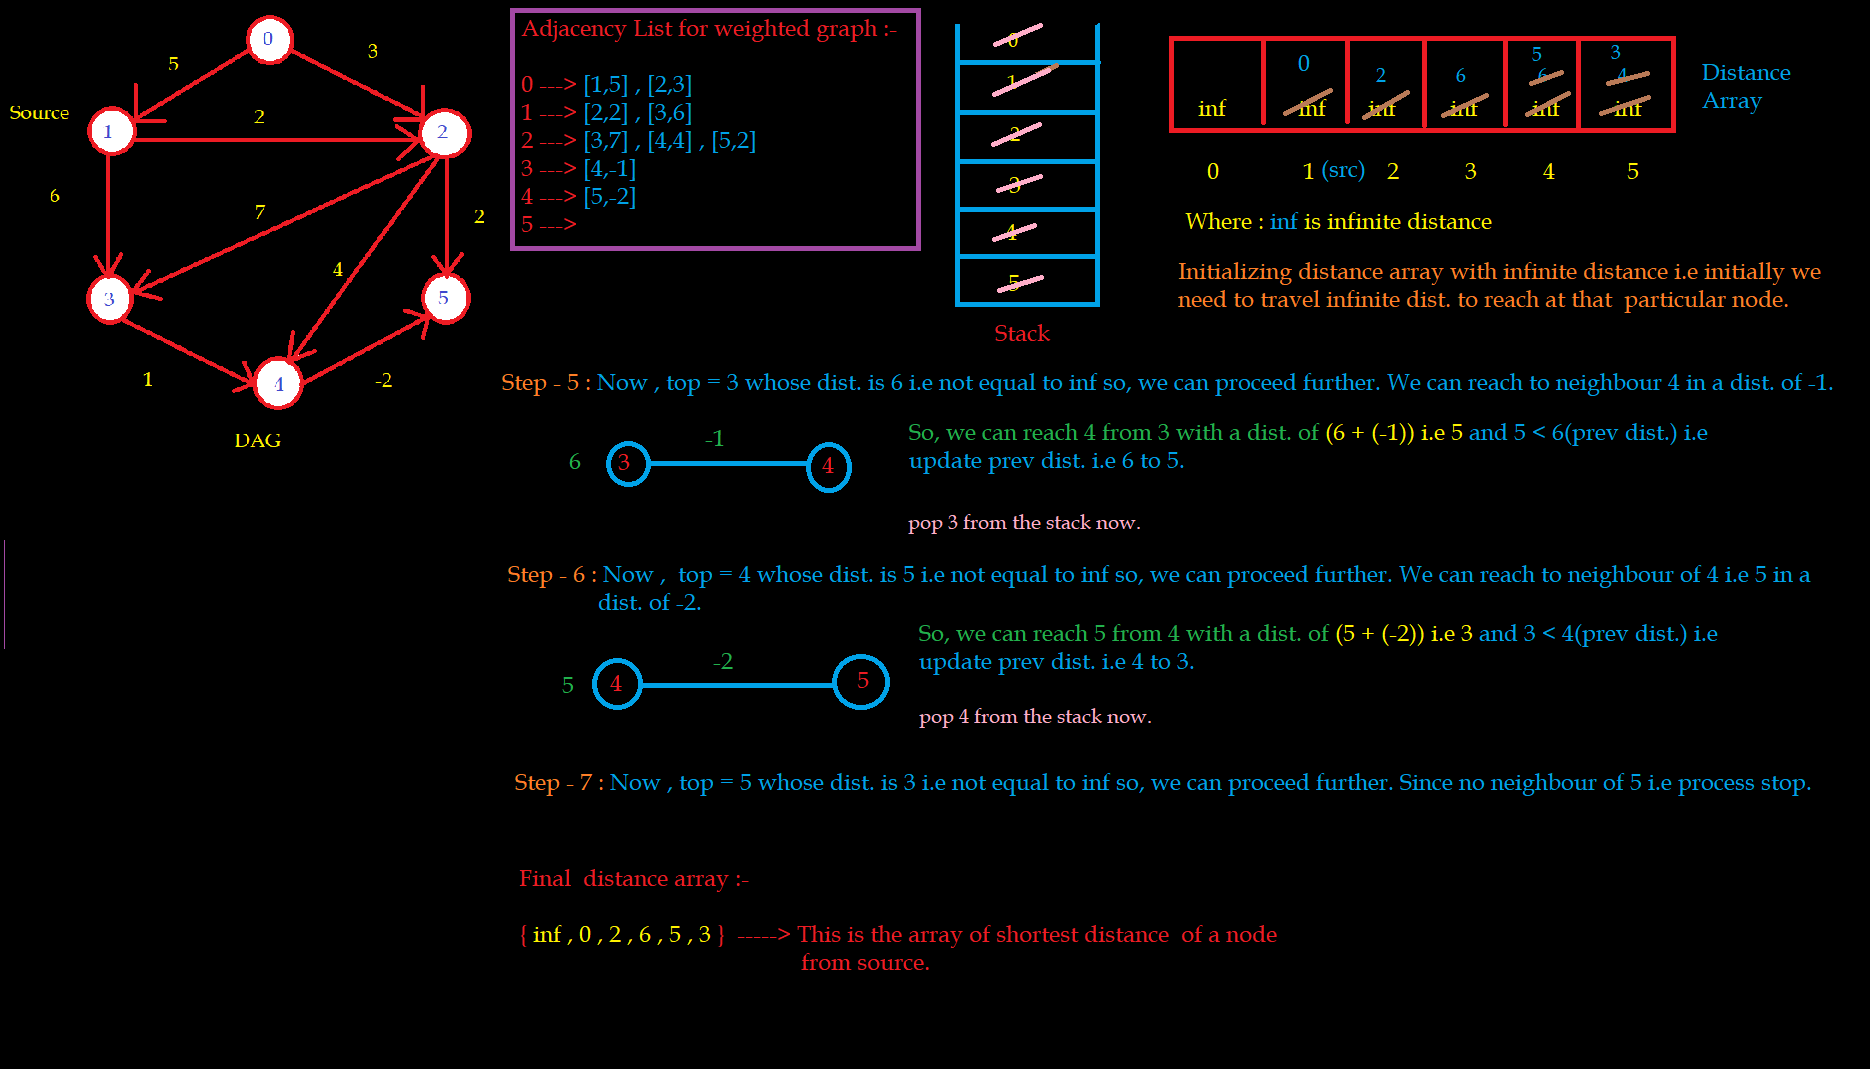 0
5
3
Source
1
2
2
6
7
2
4
3
5
1
4
-2
DAG
Adjacency List for weighted graph :-
0 ---> [1,5] , [2,3]
1 ---> [2,2] , [3,6]
2 ---> [3,7] , [4,4] , [5,2]
3 ---> [4,-1]
4 ---> [5,-2]
5 --->
0
1
2
3
4
5
Stack
0 2 6 5 3
6 4
inf inf inf inf inf inf
Distance
Array
0 1 (src) 2 3 4 5
Where : inf is infinite distance
Initializing distance array with infinite distance i.e initially we
need to travel infinite dist. to reach at that particular node.
Step - 5 : Now , top = 3 whose dist. is 6 i.e not equal to inf so, we can proceed further. We can reach to neighbour 4 in a dist. of -1.
-1
6 3 4
So, we can reach 4 from 3 with a dist. of (6 + (-1)) i.e 5 and 5 < 6(prev dist.) i.e
update prev dist. i.e 6 to 5.
pop 3 from the stack now.
Step - 6 : Now , top = 4 whose dist. is 5 i.e not equal to inf so, we can proceed further. We can reach to neighbour of 4 i.e 5 in a
dist. of -2.
-2
5 4 5
So, we can reach 5 from 4 with a dist. of (5 + (-2)) i.e 3 and 3 < 4(prev dist.) i.e
update prev dist. i.e 4 to 3.
pop 4 from the stack now.
Step - 7 : Now , top = 5 whose dist. is 3 i.e not equal to inf so, we can proceed further. Since no neighbour of 5 i.e process stop.
Final distance array :-
{ inf , 0 , 2 , 6 , 5 , 3 } -----> This is the array of shortest distance of a node
from source.